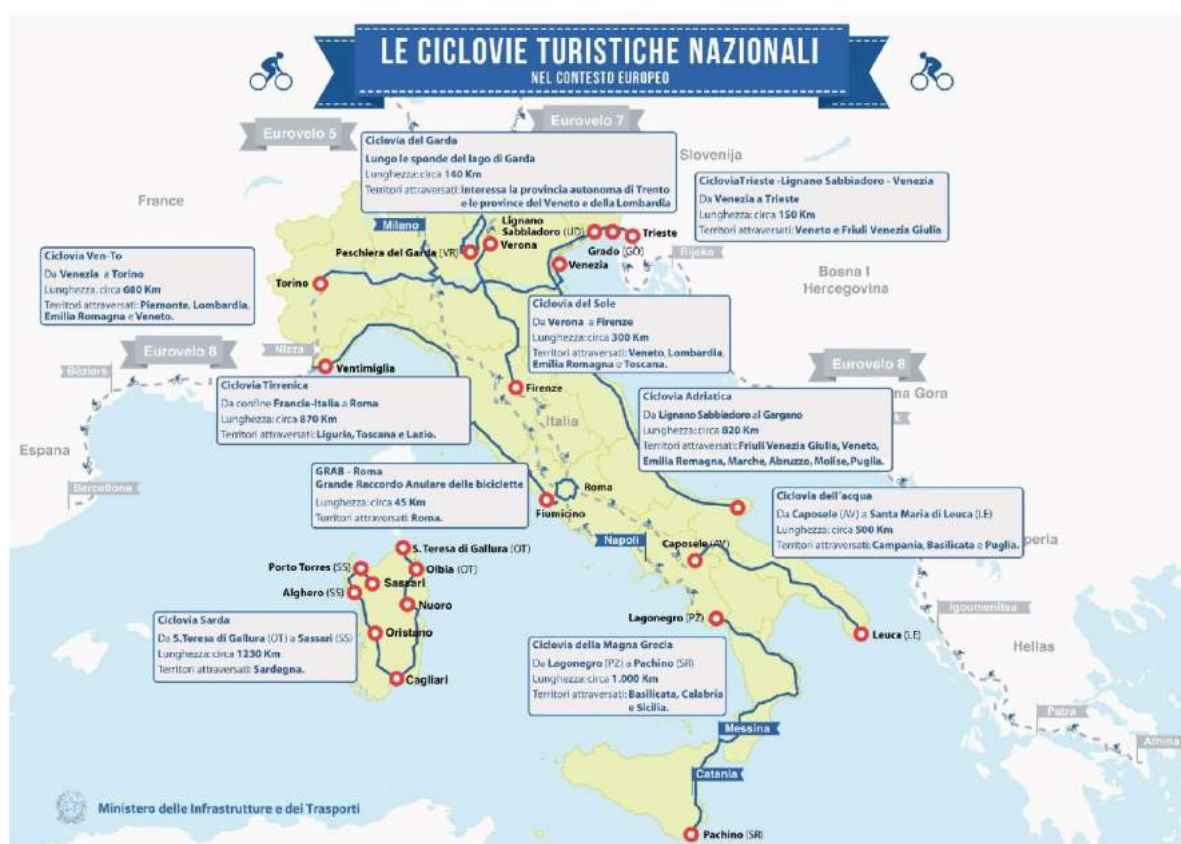 LE CICLOVIE TURISTICHE NAZIONALI
NEL CONTESTO EUROPEO
Eurovelo 5
Eurovelo 7
Slovenija
France
Ciclovia del Garda
Lungo le sponde del lago di Garda
Lunghezza: circa 140 Km
Territori attraversati: Interessa la provincia autonoma di Trento
e le province del Veneto e della Lombardia
CicloviaTrieste -Lignano Sabbiadoro - Venezia
Da Venezia a Trieste
Lunghezza: circa 150 Km
Territori attraversati: Veneto e Friuli Venezia Giulia
Milano
Lignano
Sabbiadoro (UD)
Verona
Peschiera del Garda (VR)
Grado (GO)
Trieste
Venezia
Rijeka
Bosna I
Hercegovina
Ciclovia Ven-To
Da Venezia a Torino
Lunghezza: circa 680 Km
Territori attraversati: Piemonte, Lombardia,
Emilia Romagna e Veneto.
Torino
Ciclovia del Sole
Da Verona a Firenze
Lunghezza: circa 300 Km
Territori attraversati: Veneto, Lombardia,
Emilia Romagna e Toscana.
Eurovelo 8
Nizza
Béziers
Ventimiglia
Eurovelo 8
na Gora
Ciclovia Tirrenica
Da confine Francia-Italia a Roma
Lunghezza: circa 870 Km
Territori attraversati: Liguria, Toscana e Lazio.
Firenze
Italia
Ciclovia Adriatica
Da Lignano Sabbiadoro al Gargano
Lunghezza: circa 820 Km
Territori attraversati: Friuli Venezia Giulia, Veneto,
Emilia Romagna, Marche, Abruzzo, Molise, Puglia.
Espana
Barcellona
GRAB - Roma
Grande Raccordo Anulare delle biciclette
Lunghezza: circa 45 Km
Territori attraversati: Roma.
Roma
Fiumicino
Ciclovia dell'acqua
Da Caposele (AV) a Santa Maria di Leuca (LE)
Lunghezza: circa 500 Km
Territori attraversati: Campania, Basilicata e Puglia.
Napoli
Caposele (AV)
peria
S.Teresa di Gallura (OT)
Porto Torres (SS)
Olbia (OT)
Sassari
Alghero (SS)
Nuoro
Igoumenitsa
Ciclovia Sarda
Da S.Teresa di Gallura (OT) a Sassari (SS)
Lunghezza: circa 1230 Km
Territori attraversati: Sardegna.
Oristano
Cagliari
Lagonegro (PZ)
Leuca (LE)
Hellas
Ciclovia della Magna Grecia
Da Lagonegro (PZ) a Pachino (SR)
Lunghezza: circa 1.000 Km
Territori attraversati: Basilicata, Calabria
e Sicilia.
Patra
Messina
Catania
Pachino (SR)
Ministero delle Infrastrutture e dei Trasporti